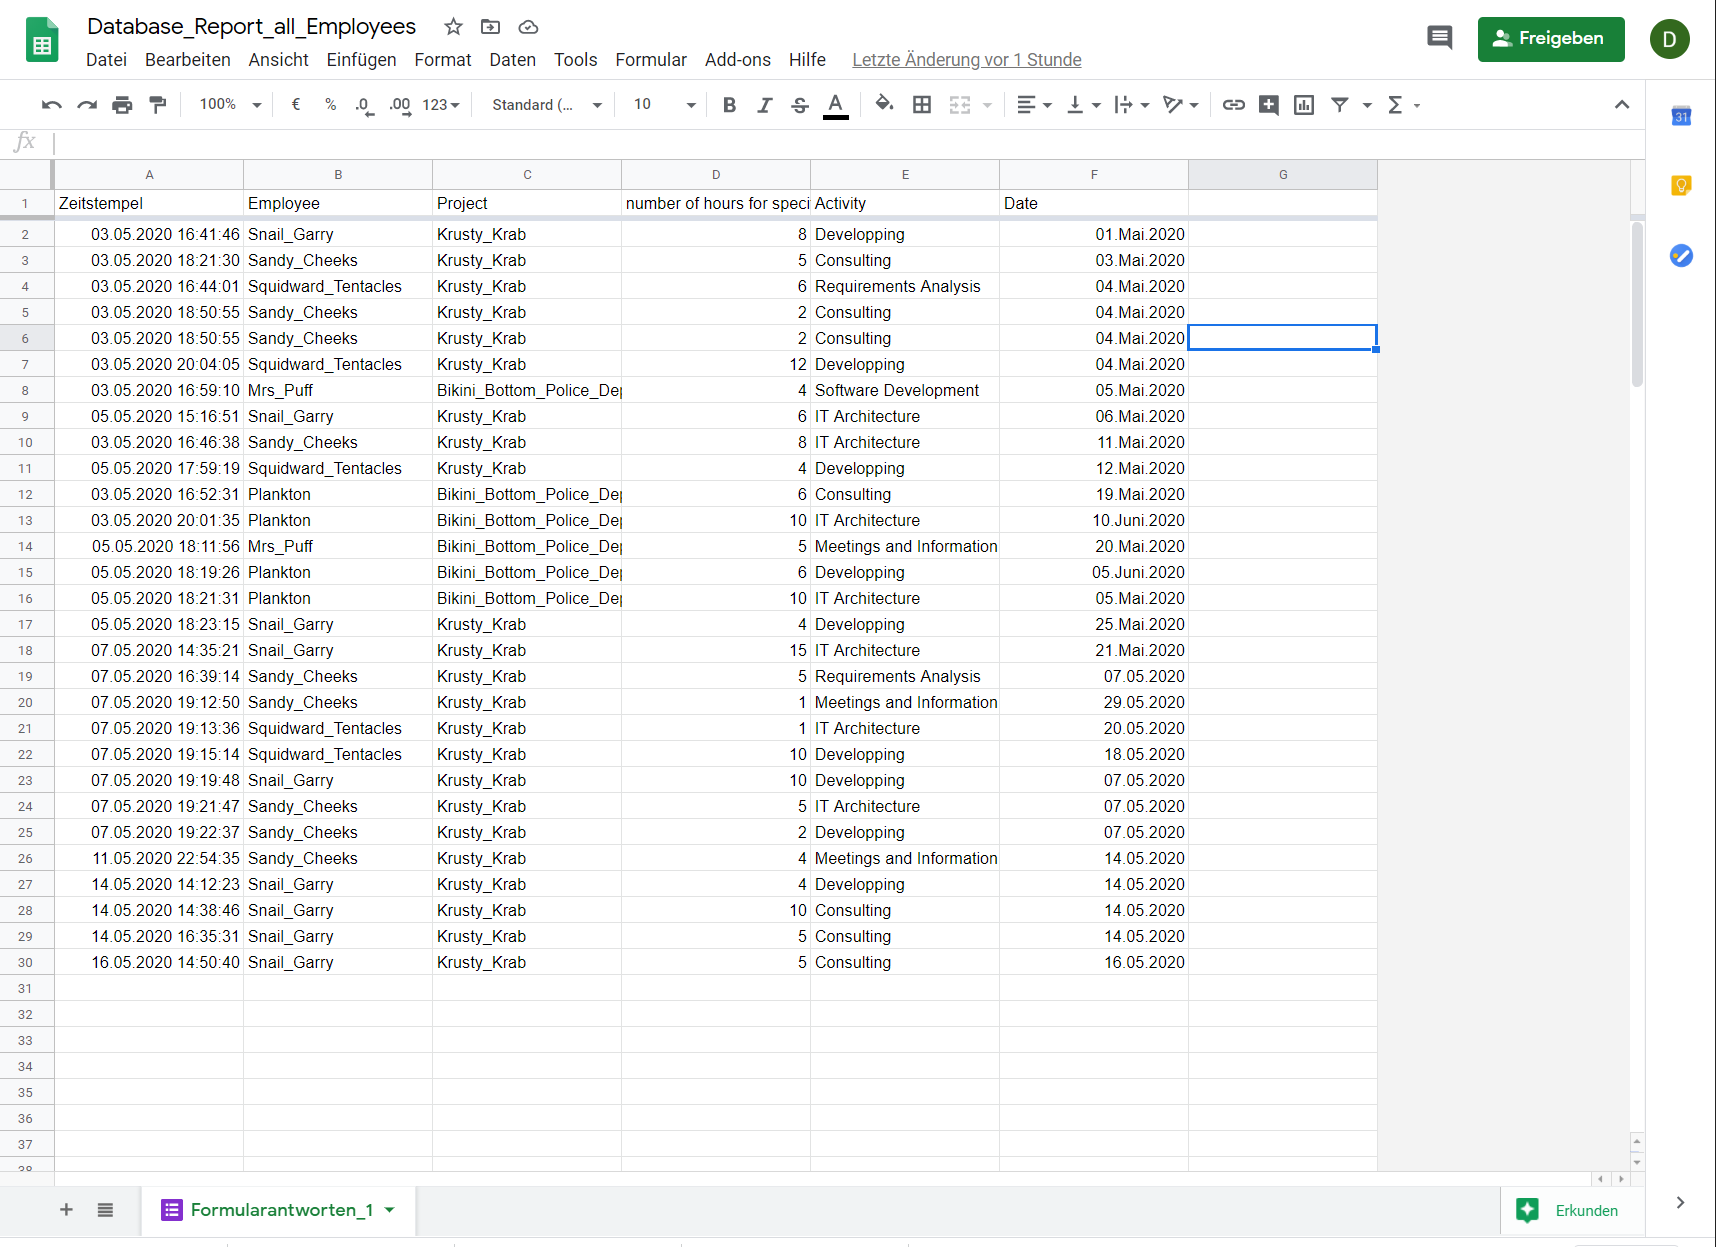 Database_Report_all_Employees
Datei Bearbeiten Ansicht Einfügen Format Daten Tools Formular Add-ons Hilfe Letzte Änderung vor 1 Stunde
Freigeben
D
100% € % .0 .00 123 Standard (... 10 B I S A Σ
31
fx
A B C D E F G
1 Zeitstempel Employee Project number of hours for speci Activity Date
2 03.05.2020 16:41:46 Snail_Garry Krusty_Krab 8 Developping 01.Mai.2020
3 03.05.2020 18:21:30 Sandy_Cheeks Krusty_Krab 5 Consulting 03.Mai.2020
4 03.05.2020 16:44:01 Squidward_Tentacles Krusty_Krab 6 Requirements Analysis 04.Mai.2020
5 03.05.2020 18:50:55 Sandy_Cheeks Krusty_Krab 2 Consulting 04.Mai.2020
6 03.05.2020 18:50:55 Sandy_Cheeks Krusty_Krab 2 Consulting 04.Mai.2020
7 03.05.2020 20:04:05 Squidward_Tentacles Krusty_Krab 12 Developping 04.Mai.2020
8 03.05.2020 16:59:10 Mrs_Puff Bikini_Bottom_Police_Dep 4 Software Development 05.Mai.2020
9 05.05.2020 15:16:51 Snail_Garry Krusty_Krab 6 IT Architecture 06.Mai.2020
10 03.05.2020 16:46:38 Sandy_Cheeks Krusty_Krab 8 IT Architecture 11.Mai.2020
11 05.05.2020 17:59:19 Squidward_Tentacles Krusty_Krab 4 Developping 12.Mai.2020
12 03.05.2020 16:52:31 Plankton Bikini_Bottom_Police_Dep 6 Consulting 19.Mai.2020
13 03.05.2020 20:01:35 Plankton Bikini_Bottom_Police_Dep 10 IT Architecture 10.Juni.2020
14 05.05.2020 18:11:56 Mrs_Puff Bikini_Bottom_Police_Dep 5 Meetings and Information 20.Mai.2020
15 05.05.2020 18:19:26 Plankton Bikini_Bottom_Police_Dep 6 Developping 05.Juni.2020
16 05.05.2020 18:21:31 Plankton Bikini_Bottom_Police_Dep 10 IT Architecture 05.Mai.2020
17 05.05.2020 18:23:15 Snail_Garry Krusty_Krab 4 Developping 25.Mai.2020
18 07.05.2020 14:35:21 Snail_Garry Krusty_Krab 15 IT Architecture 21.Mai.2020
19 07.05.2020 16:39:14 Sandy_Cheeks Krusty_Krab 5 Requirements Analysis 07.05.2020
20 07.05.2020 19:12:50 Sandy_Cheeks Krusty_Krab 1 Meetings and Information 29.05.2020
21 07.05.2020 19:13:36 Squidward_Tentacles Krusty_Krab 1 IT Architecture 20.05.2020
22 07.05.2020 19:15:14 Squidward_Tentacles Krusty_Krab 10 Developping 18.05.2020
23 07.05.2020 19:19:48 Snail_Garry Krusty_Krab 10 Developping 07.05.2020
24 07.05.2020 19:21:47 Sandy_Cheeks Krusty_Krab 5 IT Architecture 07.05.2020
25 07.05.2020 19:22:37 Sandy_Cheeks Krusty_Krab 2 Developping 07.05.2020
26 11.05.2020 22:54:35 Sandy_Cheeks Krusty_Krab 4 Meetings and Information 14.05.2020
27 14.05.2020 14:12:23 Snail_Garry Krusty_Krab 4 Developping 14.05.2020
28 14.05.2020 14:38:46 Snail_Garry Krusty_Krab 10 Consulting 14.05.2020
29 14.05.2020 16:35:31 Snail_Garry Krusty_Krab 5 Consulting 14.05.2020
30 16.05.2020 14:50:40 Snail_Garry Krusty_Krab 5 Consulting 16.05.2020
31
32
33
34
35
36
37
38
Formularantworten_1
Erkunden